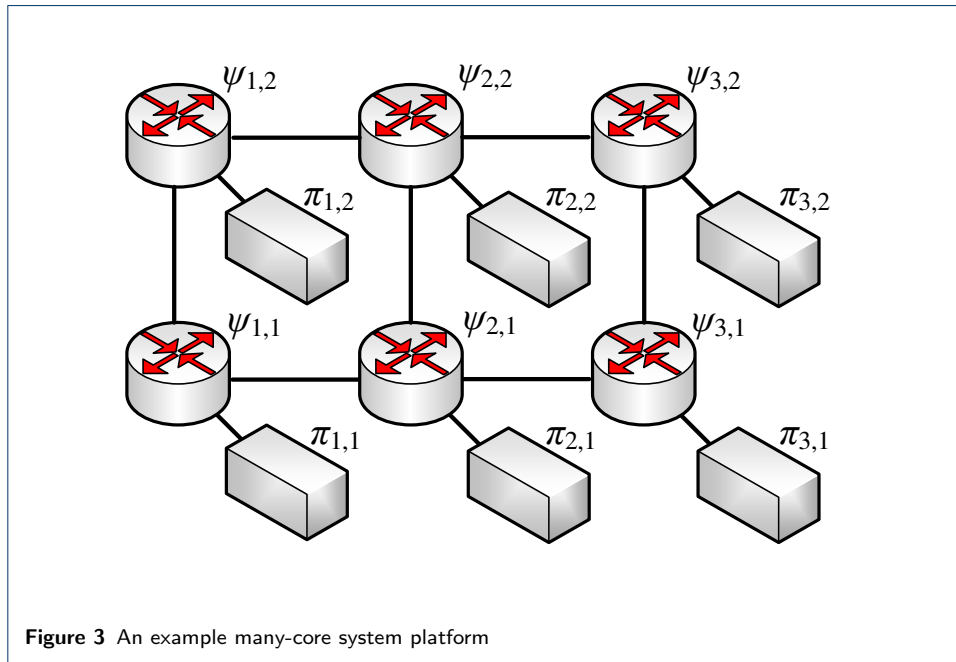 ψ1,2 ψ2,2 ψ3,2
π1,2 π2,2 π3,2
ψ1,1 ψ2,1 ψ3,1
π1,1 π2,1 π3,1
Figure 3 An example many-core system platform